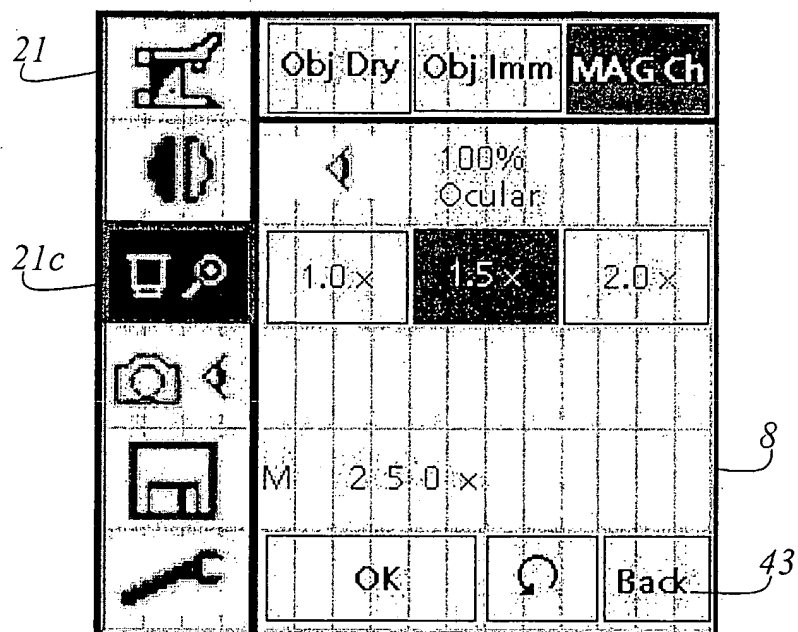 21
Obj Dry Obj Imm MAG Ch
100%
Ocular
21c
1.0 x 1.5 x 2.0 x
8
M 250 x
OK Back
43